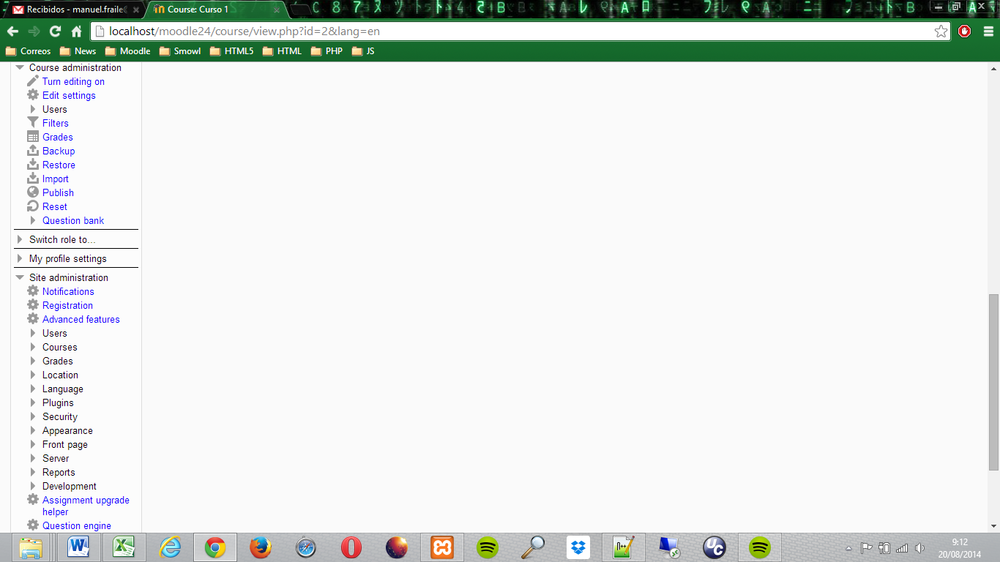 Recibidos - manuel.fraile@
Course: Curso 1
localhost/moodle24/course/view.php?id=2&lang=en
Correos News Moodle Smowl HTML5 HTML PHP JS
Course administration
Turn editing on
Edit settings
Users
Filters
Grades
Backup
Restore
Import
Publish
Reset
Question bank
Switch role to...
My profile settings
Site administration
Notifications
Registration
Advanced features
Users
Courses
Grades
Location
Language
Plugins
Security
Appearance
Front page
Server
Reports
Development
Assignment upgrade
helper
Question engine
9:12
20/08/2014